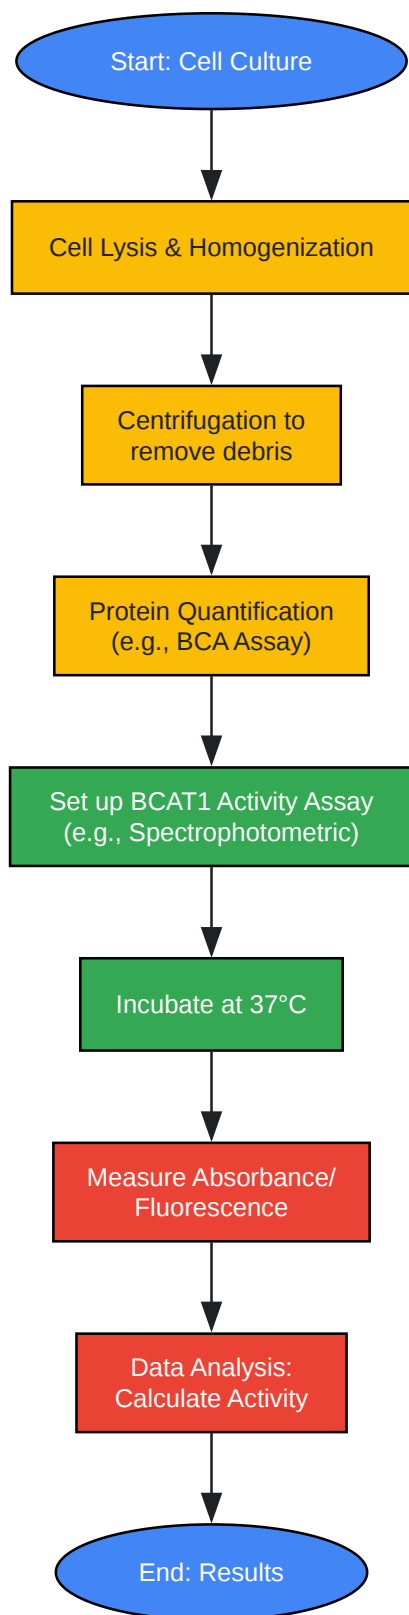 Start: Cell Culture
Cell Lysis & Homogenization
Centrifugation to
remove debris
Protein Quantification
(e.g., BCA Assay)
Set up BCAT1 Activity Assay
(e.g., Spectrophotometric)
Incubate at 37°C
Measure Absorbance/
Fluorescence
Data Analysis:
Calculate Activity
End: Results